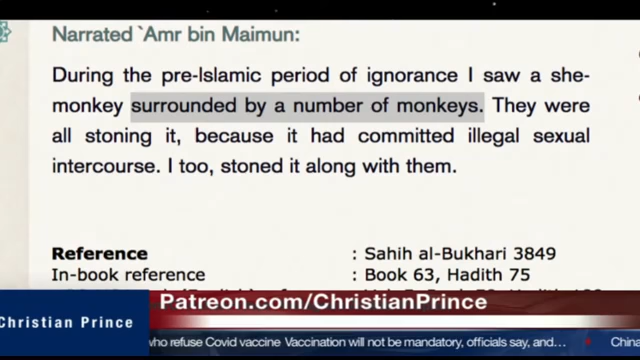 Narrated `Amr bin Maimun:
During the pre-Islamic period of ignorance I saw a she-
monkey surrounded by a number of monkeys. They were
all stoning it, because it had committed illegal sexual
intercourse. I too, stoned it along with them.
Reference : Sahih al-Bukhari 3849
In-book reference : Book 63, Hadith 75
Patreon.com/ChristianPrince
Christian Prince
who refuse Covid vaccine Vaccination will not be mandatory, officials say, and... China